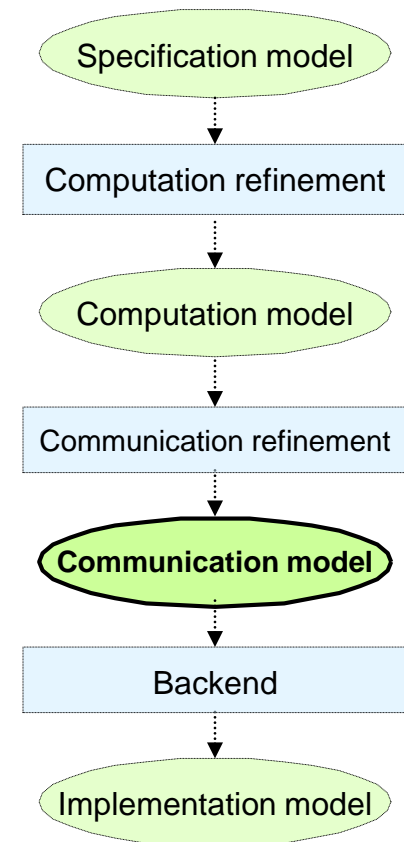 Specification model
Computation refinement
Computation model
Communication refinement
Communication model
Backend
Implementation model